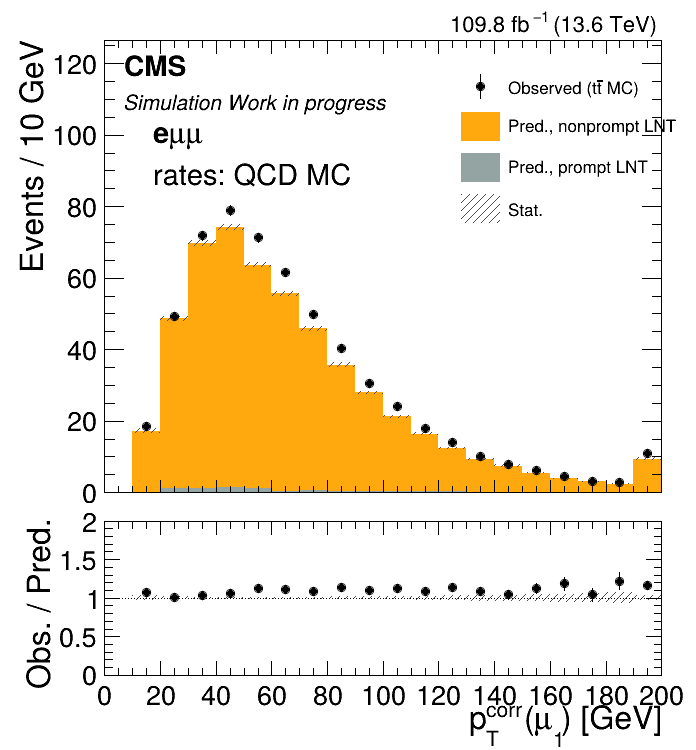 109.8 fb⁻¹ (13.6 TeV)
Events / 10 GeV
120
100
80
60
40
20
0
CMS
Simulation Work in progress
eμμ
rates: QCD MC
Observed (tt̄ MC)
Pred., nonprompt LNT
Pred., prompt LNT
Stat.
Obs. / Pred.
2
1.5
1
0.5
0
0 20 40 60 80 100 120 140 160 180 200
p_T^corr(μ_1) [GeV]